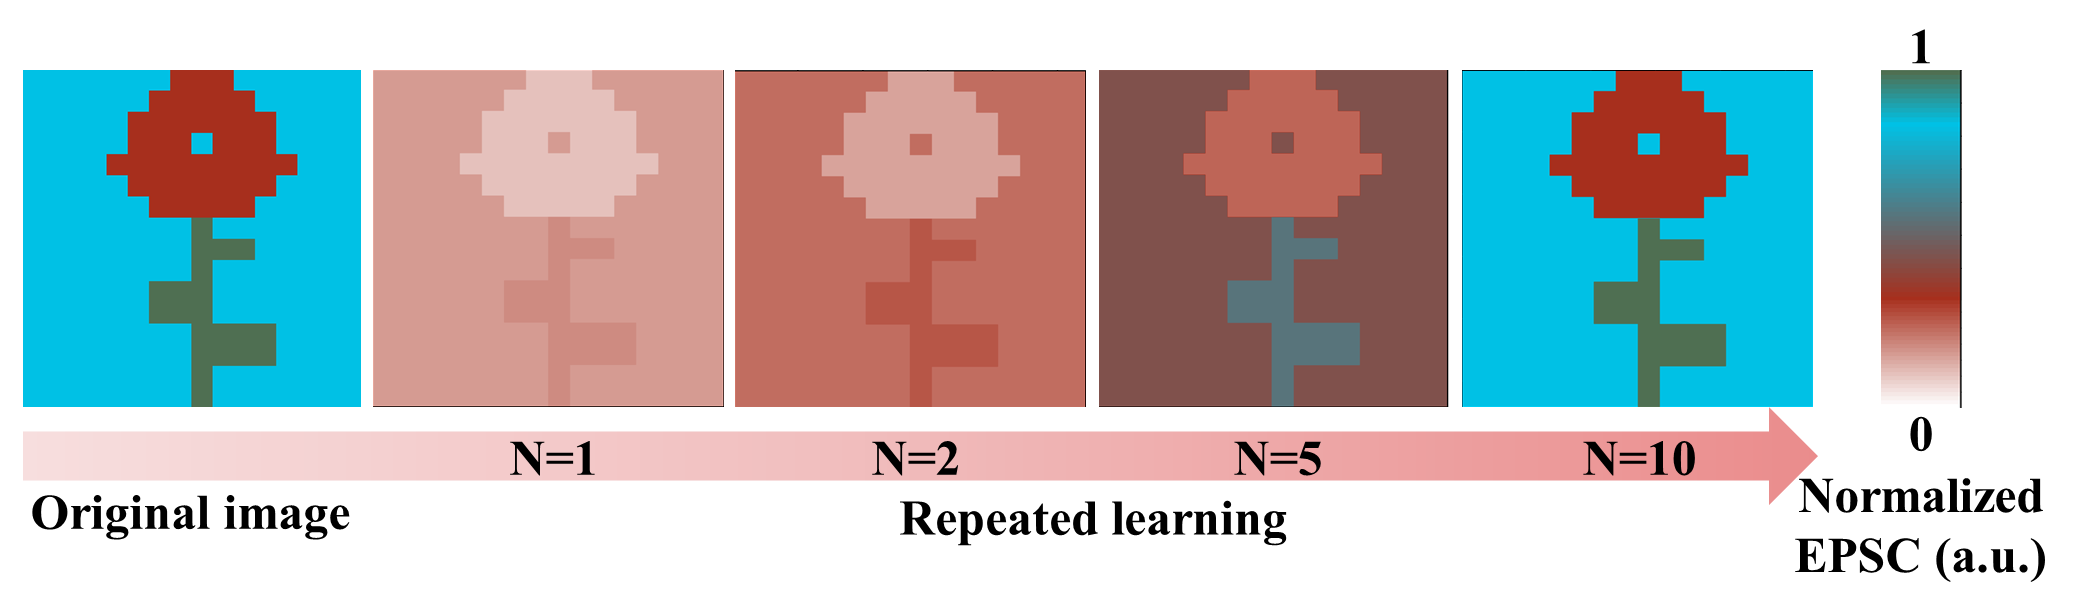 1
0
N=1
N=2
N=5
N=10
Original image
Repeated learning
Normalized
EPSC (a.u.)